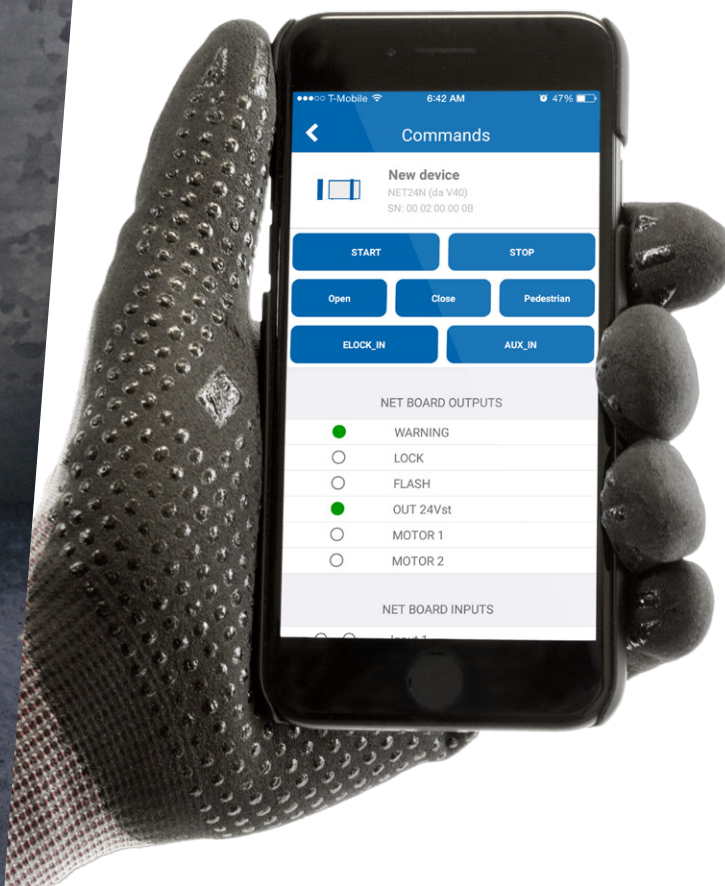 T-Mobile 6:42 AM 47%
Commands
New device
NET24N (da V40)
SN: 00 02 00 00 0B
START STOP
Open Close Pedestrian
ELOCK_IN AUX_IN
NET BOARD OUTPUTS
WARNING
LOCK
FLASH
OUT 24Vst
MOTOR 1
MOTOR 2
NET BOARD INPUTS
Input 1